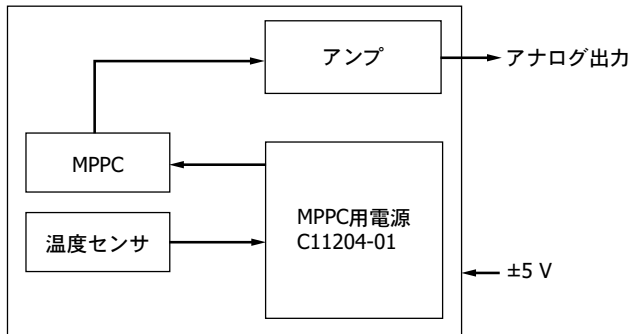 アンプ
アナログ出力
MPPC
MPPC用電源
C11204-01
温度センサ
±5 V